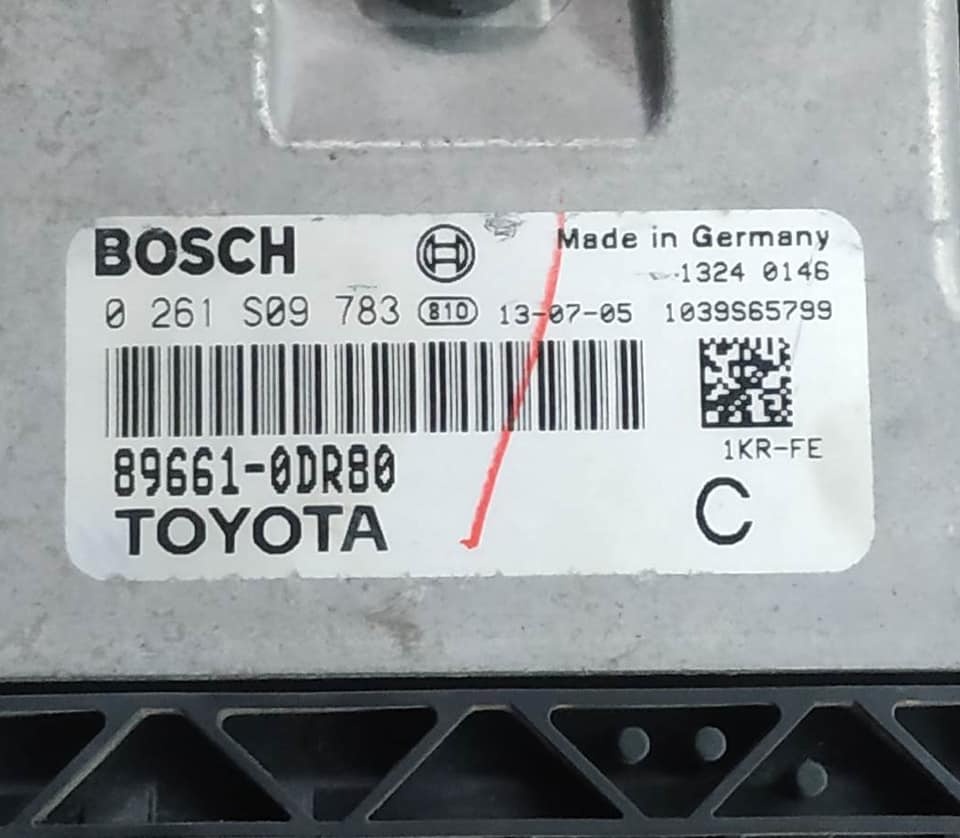 BOSCH
Made in Germany
1324 0146
0 261 S09 783 810 13-07-05 1039S65799
89661-0DR80
1KR-FE
TOYOTA
C